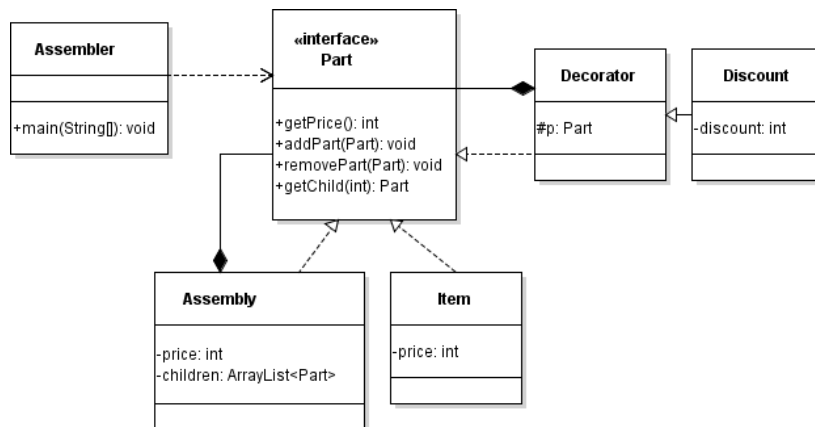 Assembler
+main(String[]): void
«interface»
Part
+getPrice(): int
+addPart(Part): void
+removePart(Part): void
+getChild(int): Part
Decorator
#p: Part
Discount
-discount: int
Assembly
-price: int
-children: ArrayList<Part>
Item
-price: int